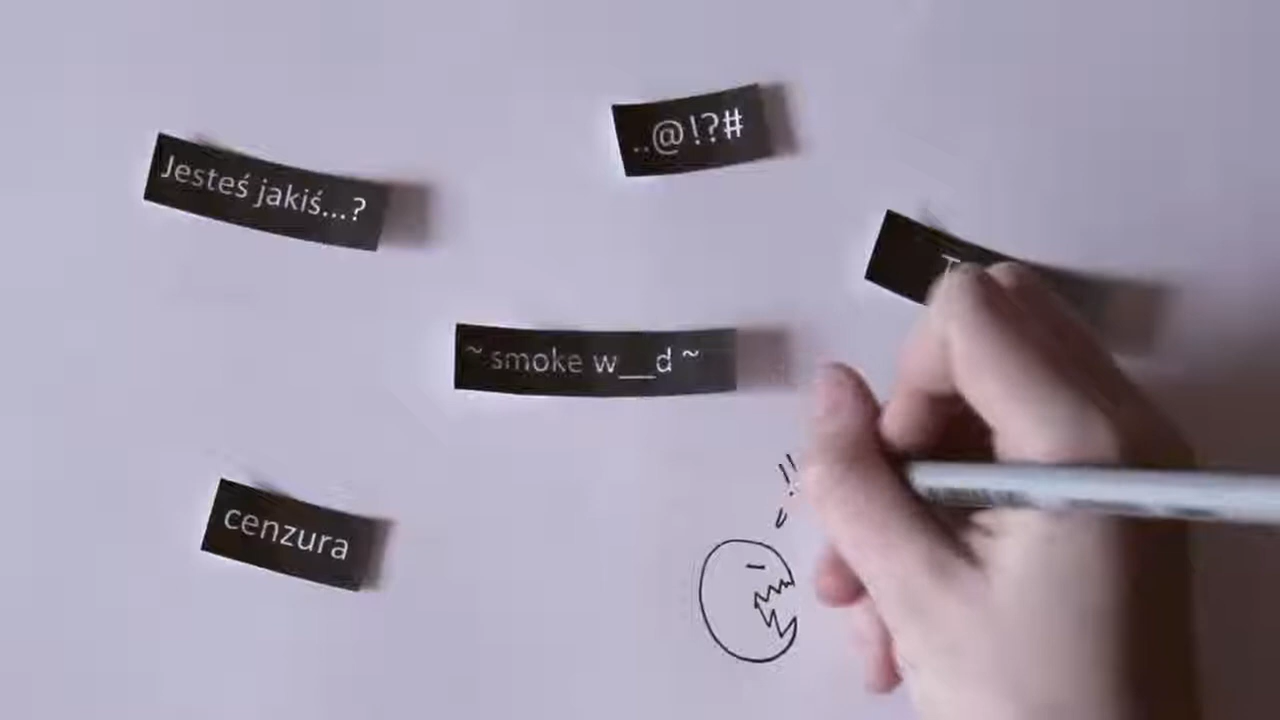 ..@!?#
Jesteś jakiś...?
~ smoke w__d ~
!!
cenzura